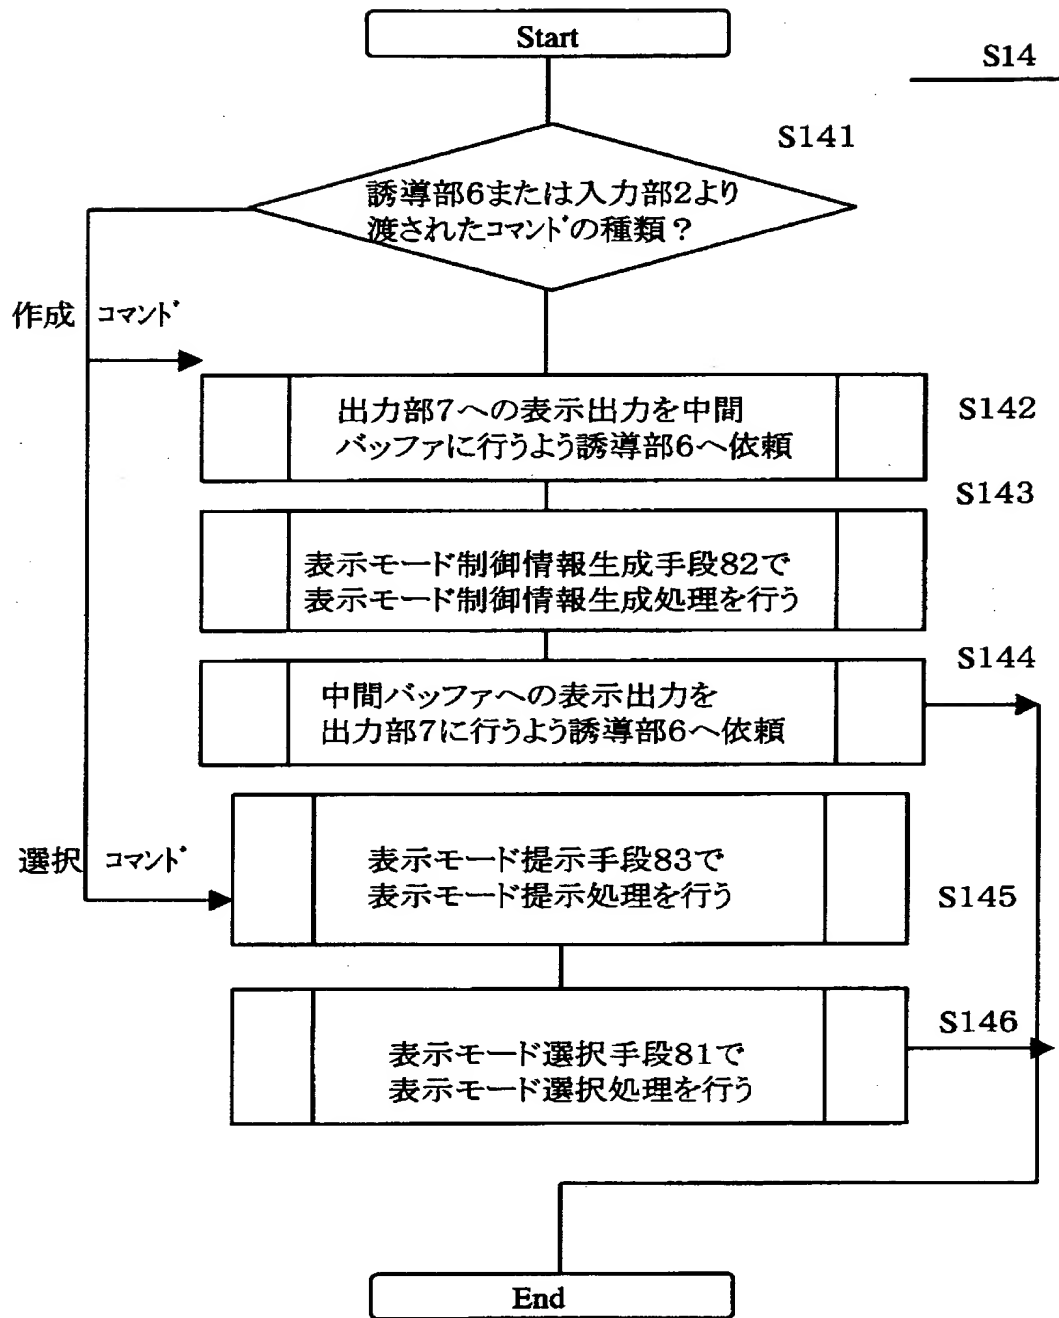 Start
S14
S141
誘導部6または入力部2より
渡されたコマンドの種類?
作成 コマンド
出力部7への表示出力を中間
バッファに行うよう誘導部6へ依頼
S142
S143
表示モード制御情報生成手段82で
表示モード制御情報生成処理を行う
S144
中間バッファへの表示出力を
出力部7に行うよう誘導部6へ依頼
選択 コマンド
表示モード提示手段83で
表示モード提示処理を行う
S145
S146
表示モード選択手段81で
表示モード選択処理を行う
End